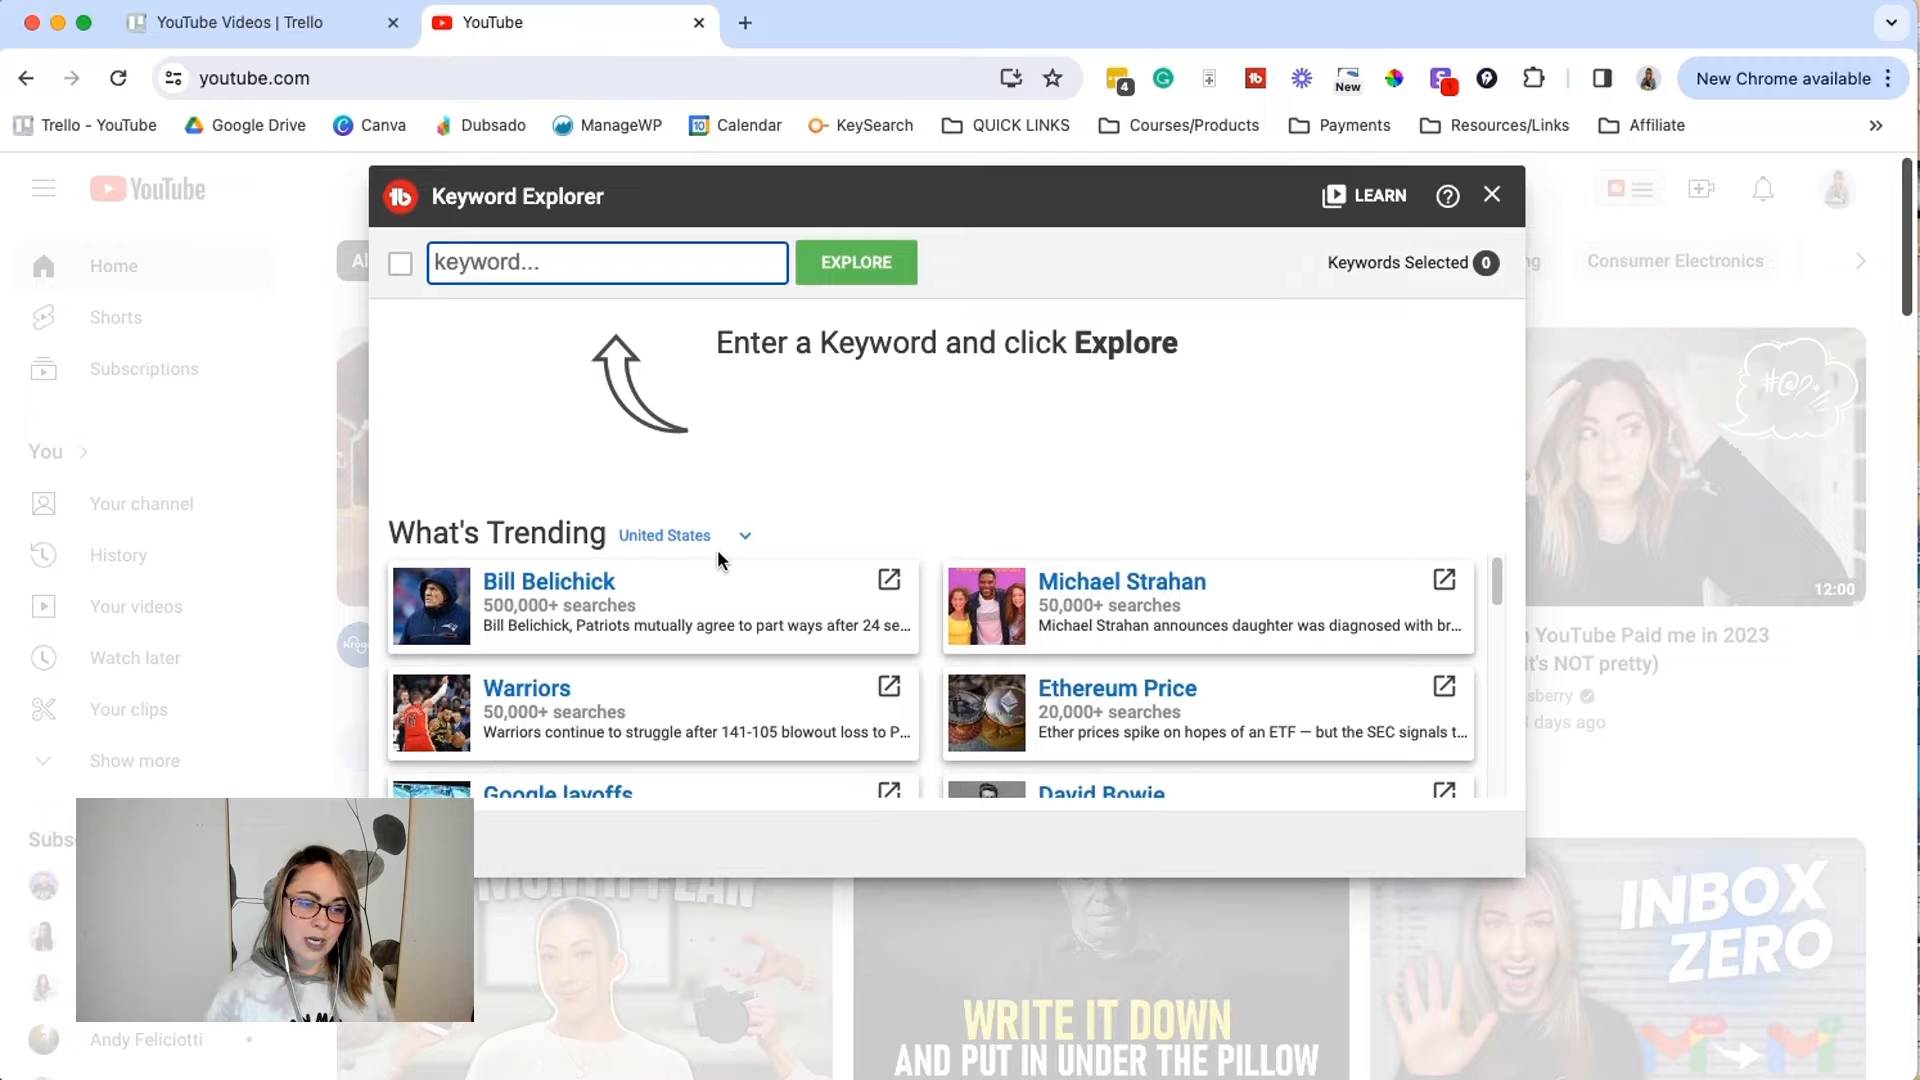 YouTube Videos | Trello
YouTube
youtube.com
4
New
New Chrome available
Trello - YouTube
Google Drive
Canva
Dubsado
ManageWP
10
Calendar
KeySearch
QUICK LINKS
Courses/Products
Payments
Resources/Links
Affiliate
YouTube
tb
Keyword Explorer
LEARN
keyword...
EXPLORE
Keywords Selected 0
Consumer Electronics
Home
Shorts
Subscriptions
You
Your channel
History
Your videos
Watch later
Your clips
Show more
Andy Feliciotti
Enter a Keyword and click Explore
What's Trending
United States
Bill Belichick
500,000+ searches
Bill Belichick, Patriots mutually agree to part ways after 24 se...
Michael Strahan
50,000+ searches
Michael Strahan announces daughter was diagnosed with br...
Warriors
50,000+ searches
Warriors continue to struggle after 141-105 blowout loss to P...
Ethereum Price
20,000+ searches
Ether prices spike on hopes of an ETF — but the SEC signals t...
Google layoffs
David Bowie
#@?!
12:00
YouTube Paid me in 2023
It's NOT pretty)
days ago
WRITE IT DOWN
AND PUT IN UNDER THE PILLOW
INBOX
ZERO